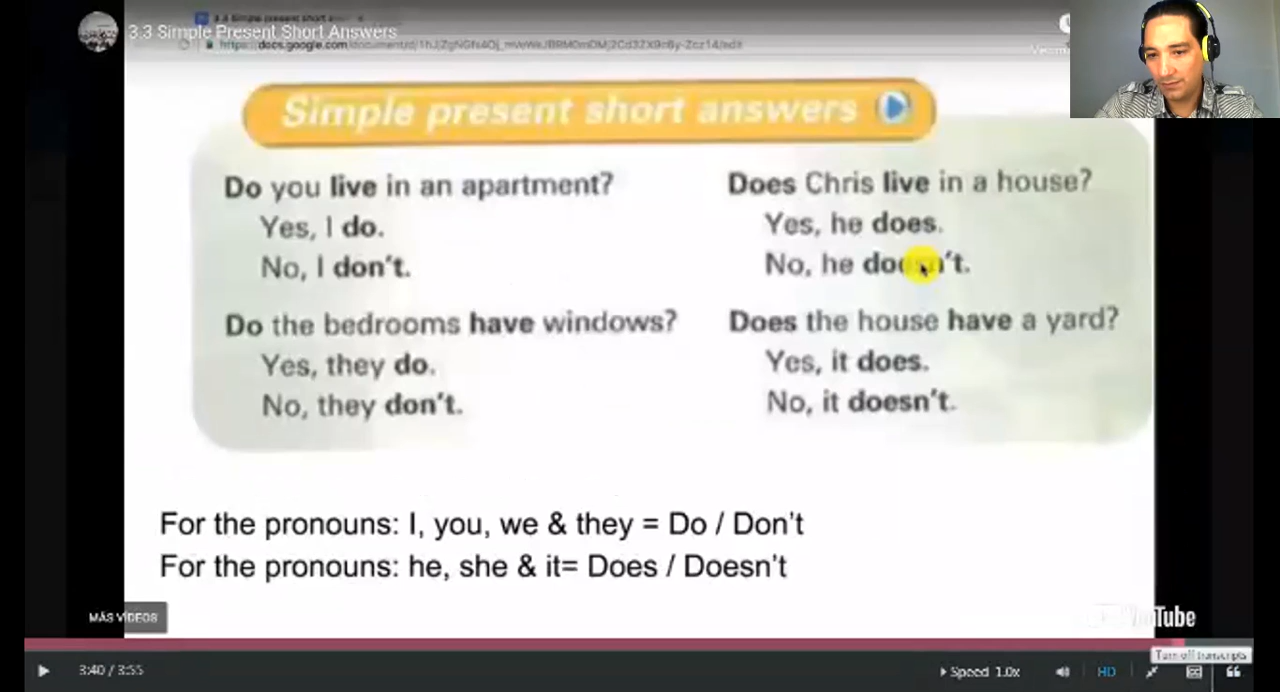 3.3 Simple Present Short Answers
Simple present short answers
Do you live in an apartment?
Yes, I do.
No, I don't.
Does Chris live in a house?
Yes, he does.
No, he doesn't.
Do the bedrooms have windows?
Yes, they do.
No, they don't.
Does the house have a yard?
Yes, it does.
No, it doesn't.
For the pronouns: I, you, we & they = Do / Don't
For the pronouns: he, she & it= Does / Doesn't
MÁS VÍDEOS
YouTube
Turn off transcripts
3:40 / 3:55
Speed 1.0x
HD